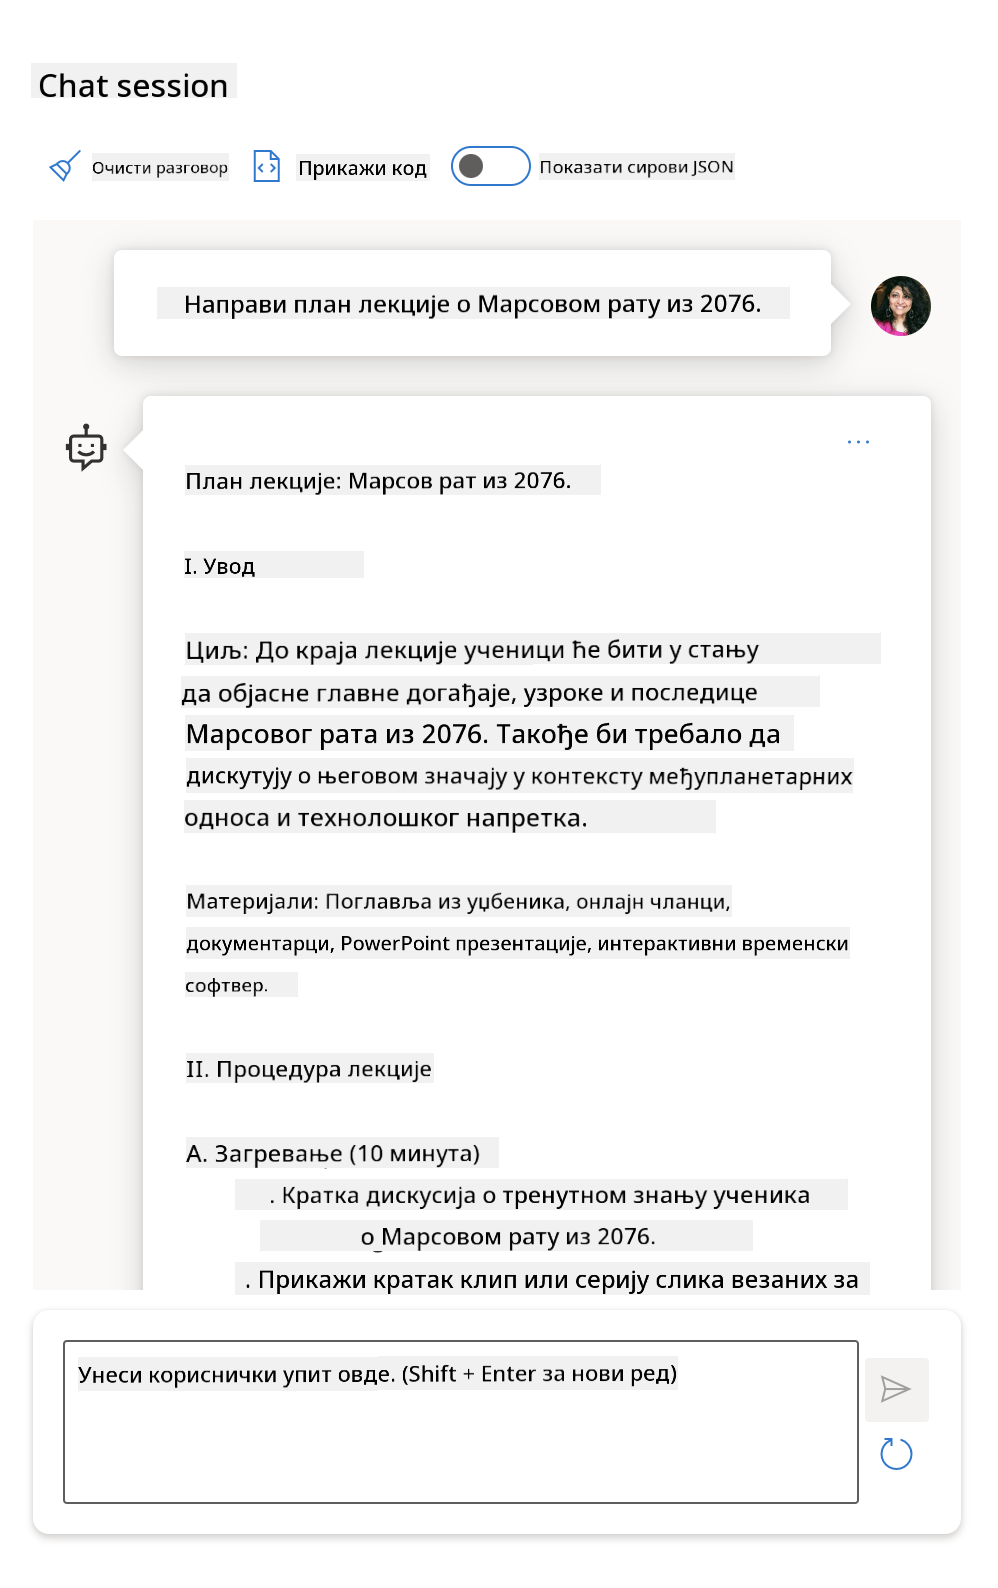 Chat session
Очисти разговор
Прикажи код
Показати сирови JSON
Направи план лекције о Марсовом рату из 2076.
План лекције: Марсов рат из 2076.
I. Увод
Циљ: До краја лекције ученици ће бити у стању
да објасне главне догађаје, узроке и последице
Марсовог рата из 2076. Такође би требало да
дискутују о његовом значају у контексту међупланетарних
односа и технолошког напретка.
Материјали: Поглавља из уџбеника, онлајн чланци,
документарци, PowerPoint презентације, интерактивни временски
софтвер.
II. Процедура лекције
А. Загревање (10 минута)
. Кратка дискусија о тренутном знању ученика
о Марсовом рату из 2076.
. Прикажи кратак клип или серију слика везаних за
Унеси кориснички упит овде. (Shift + Enter за нови ред)